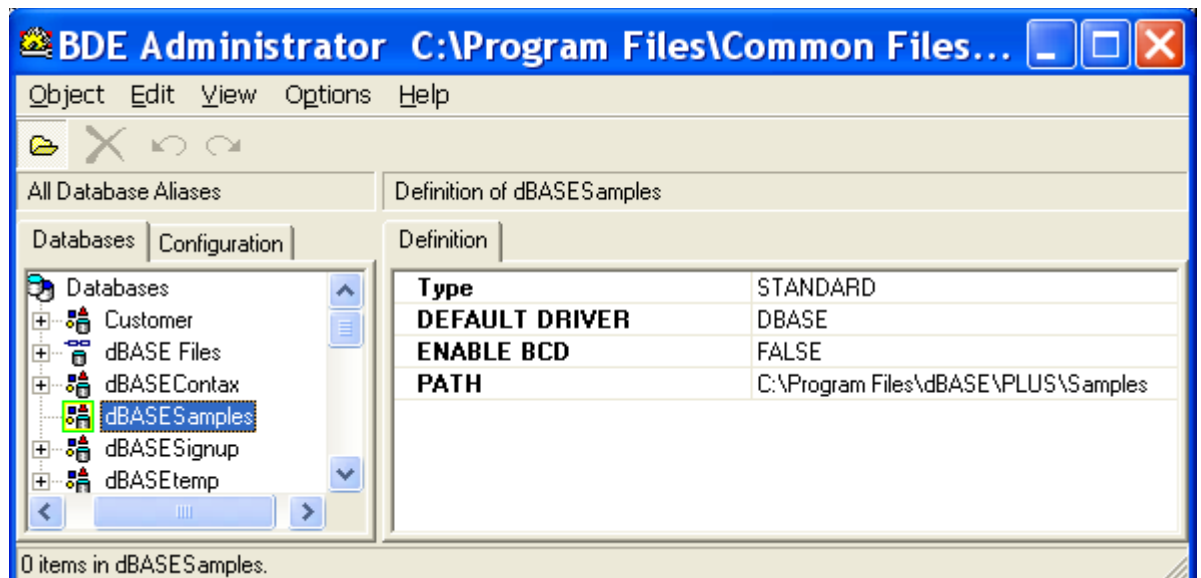 BDE Administrator C:\Program Files\Common Files...
Object Edit View Options Help
All Database Aliases
Definition of dBASESamples
Databases Configuration
Definition
Databases
Customer
dBASE Files
dBASEContax
dBASESamples
dBASESignup
dBASEtemp
Type STANDARD
DEFAULT DRIVER DBASE
ENABLE BCD FALSE
PATH C:\Program Files\dBASE\PLUS\Samples
0 items in dBASESamples.